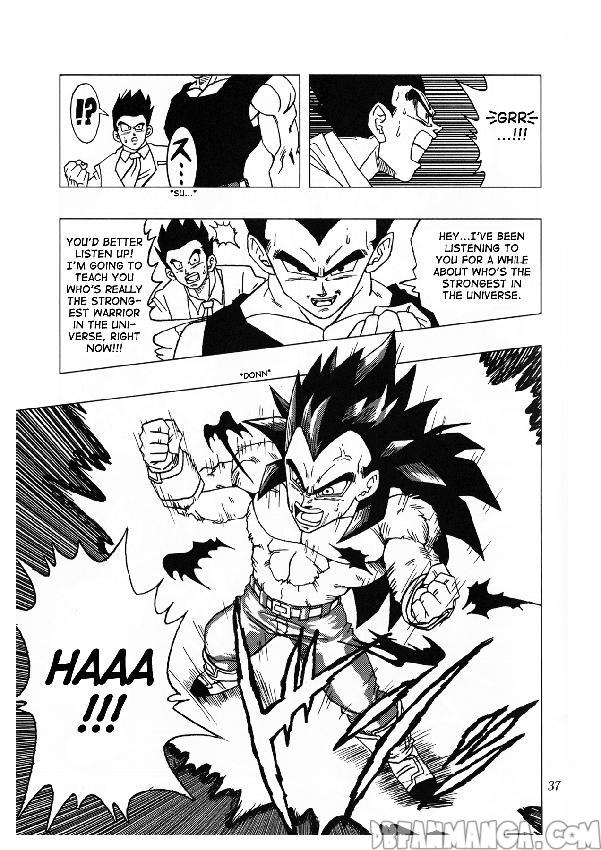 GRR
...!!!
!?
ス…
"SU..."
HEY...I'VE BEEN
LISTENING TO
YOU FOR A WHILE
ABOUT WHO'S THE
STRONGEST IN
THE UNIVERSE.
YOU'D BETTER
LISTEN UP!
I'M GOING TO
TEACH YOU
WHO'S REALLY
THE STRONG-
EST WARRIOR
IN THE UNI-
VERSE, RIGHT
NOW!!!
"DONN"
HAAA
!!!
37
DBFANMANGA.COM